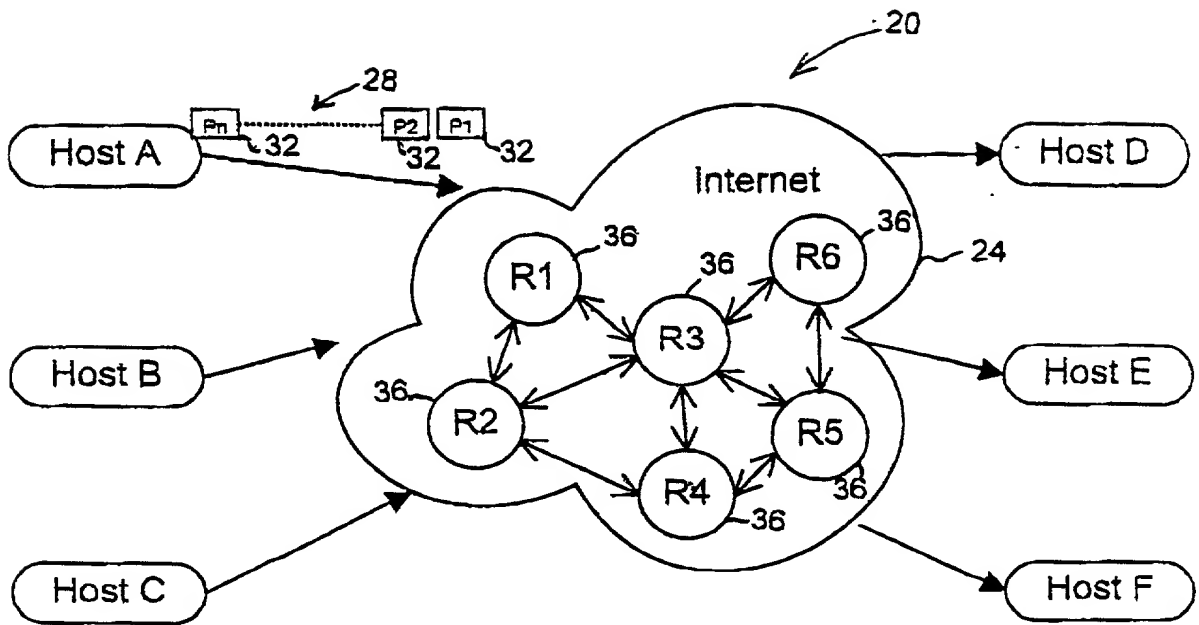 20
28
Pn
P2
P1
32
32
32
Host A
Host D
Internet
36
36
36
24
R1
R6
R3
Host B
Host E
36
R2
R5
36
R4
36
Host C
Host F